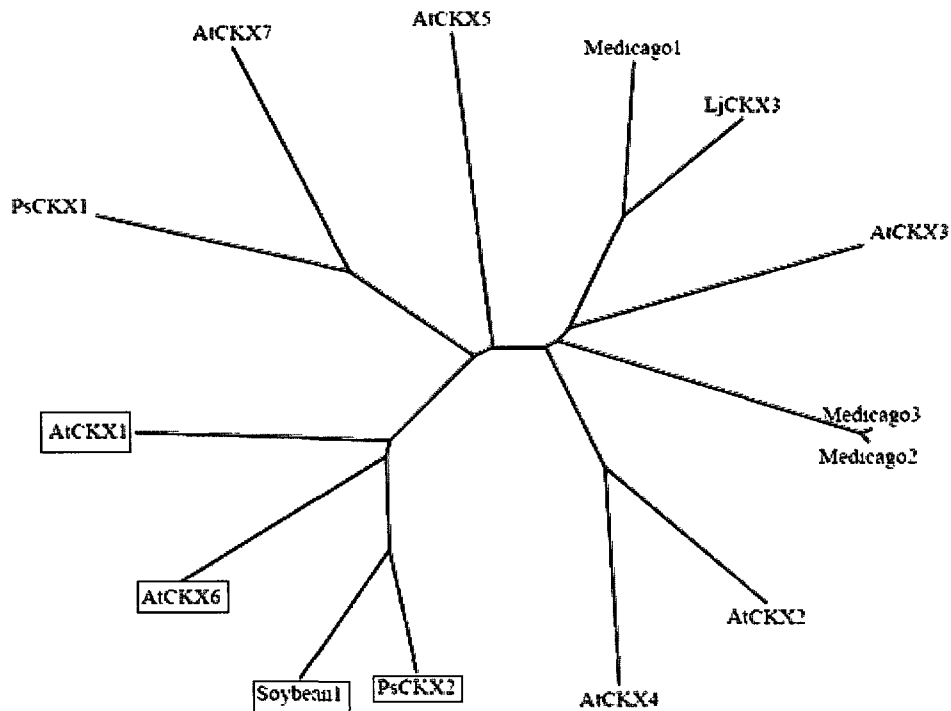 AtCKX5
AtCKX7
Medicago1
LjCKX3
PsCKX1
AtCKX3
Medicago3
AtCKX1
Medicago2
AtCKX6
AtCKX2
Soybean1
PsCKX2
AtCKX4